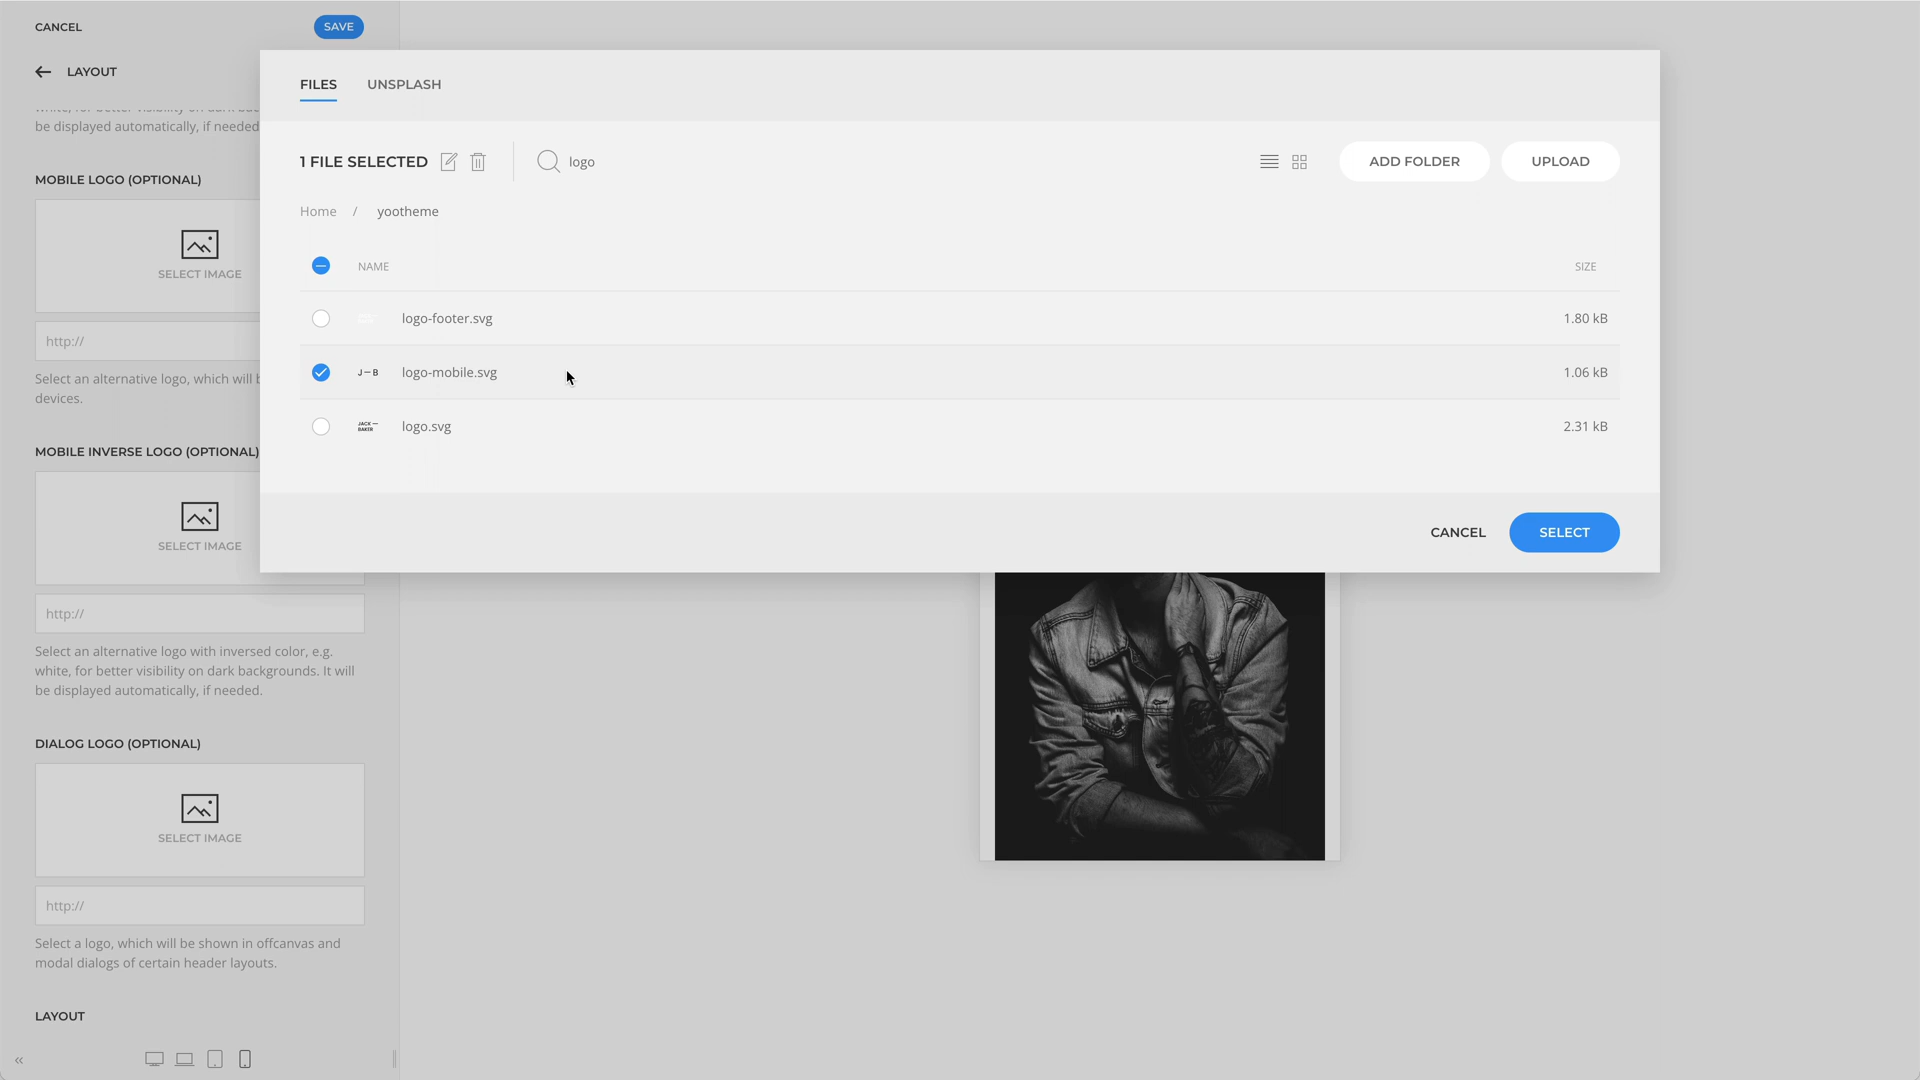 CANCEL
SAVE
LAYOUT
be displayed automatically, if needed
MOBILE LOGO (OPTIONAL)
SELECT IMAGE
http://
Select an alternative logo, which will b
devices.
MOBILE INVERSE LOGO (OPTIONAL)
SELECT IMAGE
http://
Select an alternative logo with inversed color, e.g.
white, for better visibility on dark backgrounds. It will
be displayed automatically, if needed.
DIALOG LOGO (OPTIONAL)
SELECT IMAGE
http://
Select a logo, which will be shown in offcanvas and
modal dialogs of certain header layouts.
LAYOUT
FILES
UNSPLASH
1 FILE SELECTED
logo
ADD FOLDER
UPLOAD
Home / yootheme
NAME
SIZE
logo-footer.svg
1.80 kB
J—B
logo-mobile.svg
1.06 kB
JACK —
BAKER
logo.svg
2.31 kB
CANCEL
SELECT